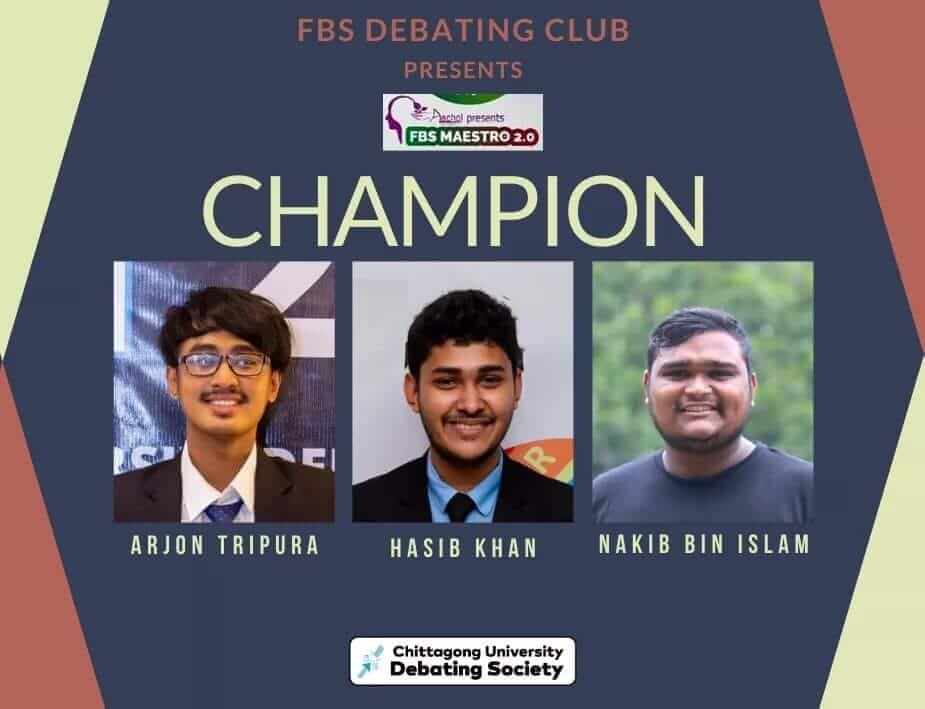 FBS DEBATING CLUB
PRESENTS
Aachol presents
FBS MAESTRO 2.0
CHAMPION
R
ARJON TRIPURA
HASIB KHAN
NAKIB BIN ISLAM
Chittagong University
Debating Society